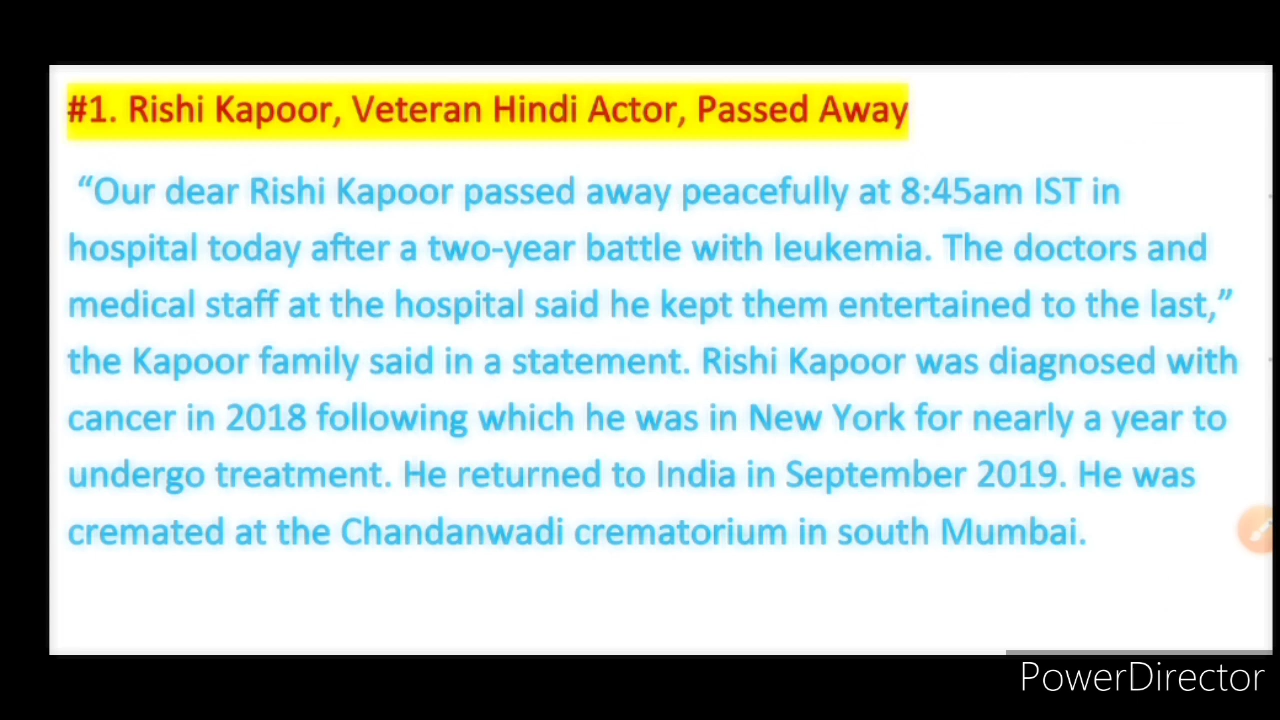 #1. Rishi Kapoor, Veteran Hindi Actor, Passed Away
“Our dear Rishi Kapoor passed away peacefully at 8:45am IST in
hospital today after a two-year battle with leukemia. The doctors and
medical staff at the hospital said he kept them entertained to the last,”
the Kapoor family said in a statement. Rishi Kapoor was diagnosed with
cancer in 2018 following which he was in New York for nearly a year to
undergo treatment. He returned to India in September 2019. He was
cremated at the Chandanwadi crematorium in south Mumbai.
PowerDirector